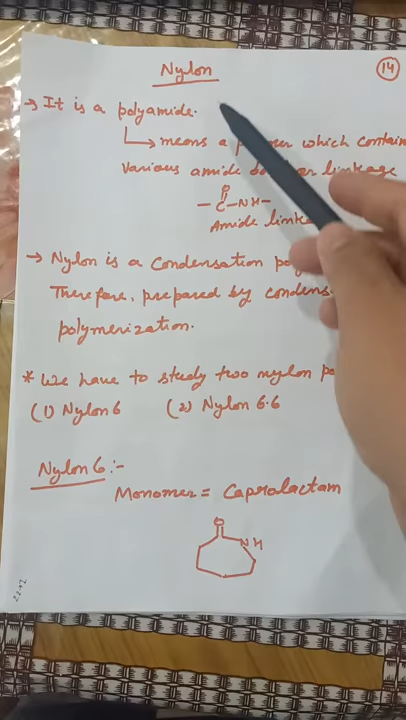 Nylon
14
→ It is a polyamide.
↳ means a which contain
Various amide linkage
O
– C – NH –
Amide
→ Nylon is a Condensation
Therefore, prepared by
polymerization.
* We have to study two nylon
(1) Nylon 6 (2) Nylon 6.6
Nylon 6 :-
Monomer = Caprolactam
O
NH